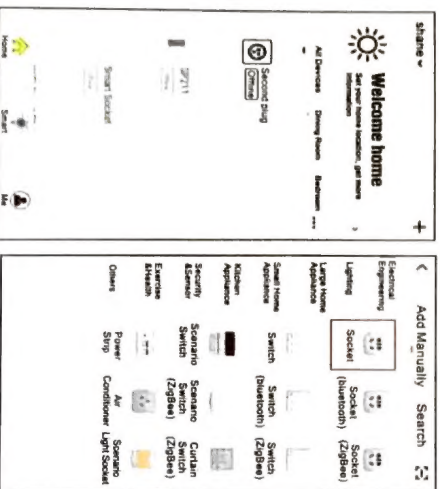 shane
+
Welcome home
Set your home location, get more
information
All Devices Dining Room Bedroom ...
Second plug
Offline
SP211
Smart Socket
Home
Smart
Me
Add Manually
Search
Electrical
Engineering
Lighting
Large Home
Appliance
Small Home
Appliance
Kitchen
Appliance
Security
&Sensor
Exercise
&Health
Others
Socket
Socket
(bluetooth)
Socket
(ZigBee)
Switch
Switch
(bluetooth)
Switch
(ZigBee)
Scenario
Switch
Scenario
Switch
(ZigBee)
Curtain
Switch
(ZigBee)
Power
Strip
Air
Conditioner
Scenario
Light Socket